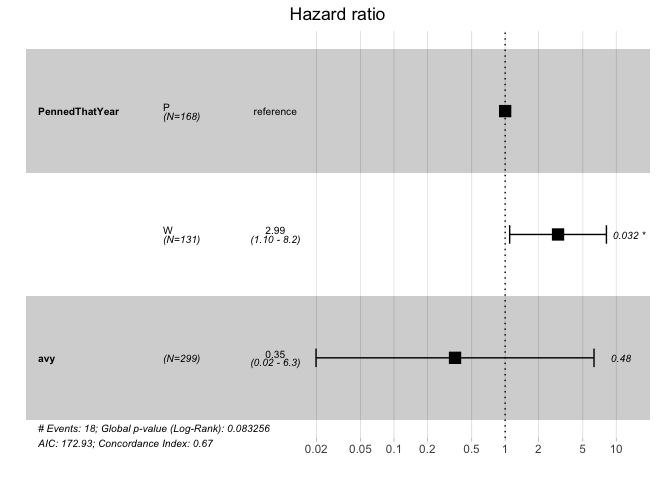 Hazard ratio
PennedThatYear P (N=168) reference
W (N=131) 2.99 (1.10 - 8.2) 0.032 *
avy (N=299) 0.35 (0.02 - 6.3) 0.48
# Events: 18; Global p-value (Log-Rank): 0.083256
AIC: 172.93; Concordance Index: 0.67
0.02 0.05 0.1 0.2 0.5 1 2 5 10